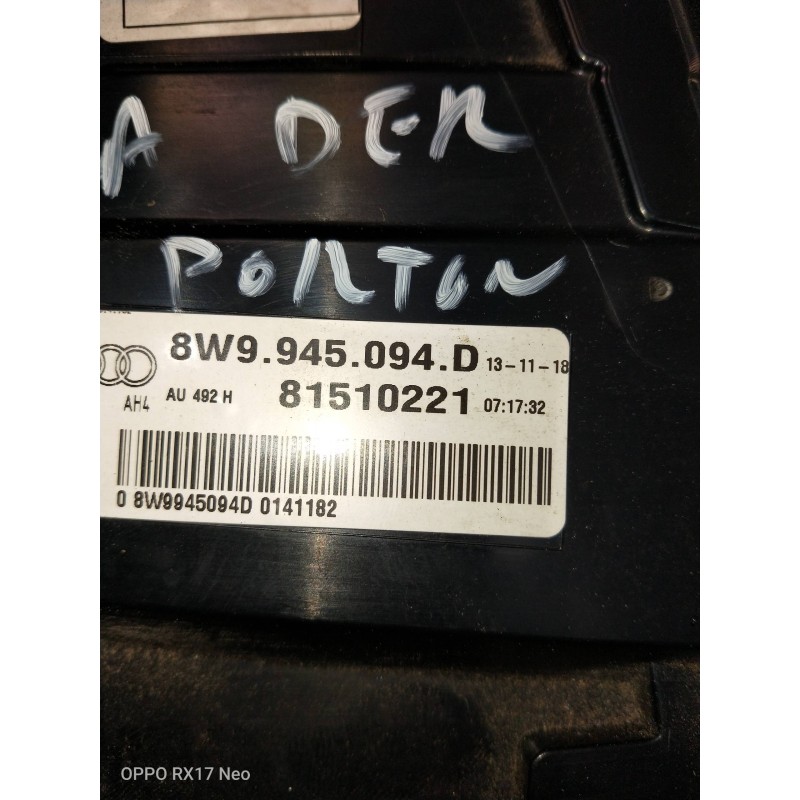 A DER
PORTON
8W9.945.094.D 13-11-18
AH4 AU 492 H 81510221 07:17:32
0 8W9945094D 0141182
OPPO RX17 Neo